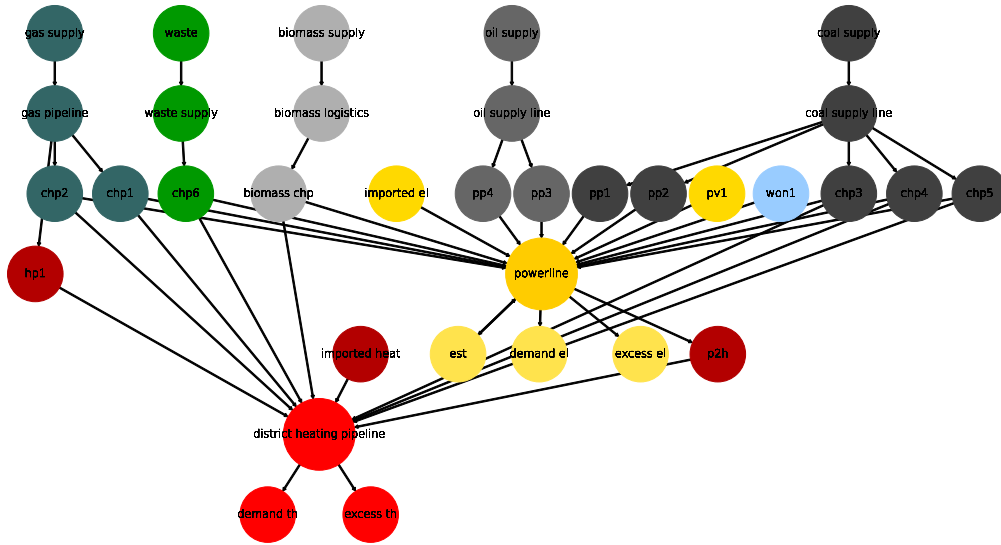 gas supply
waste
biomass supply
oil supply
coal supply
gas pipeline
waste supply
biomass logistics
oil supply line
coal supply line
chp2
chp1
chp6
biomass chp
imported el
pp4
pp3
pp1
pp2
pv1
won1
chp3
chp4
chp5
hp1
powerline
imported heat
est
demand el
excess el
p2h
district heating pipeline
demand th
excess th